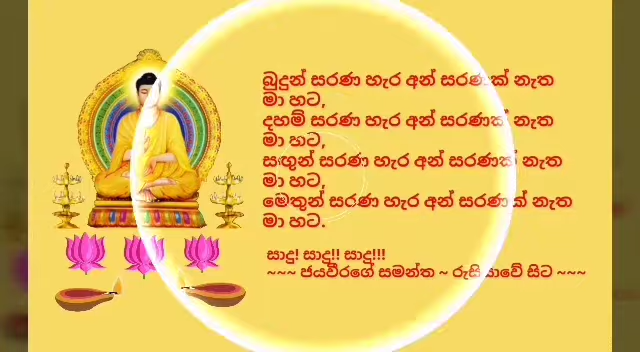 බුදුන් සරණ හැර අන් සරණක් නැත
මා හට,
දහම් සරණ හැර අන් සරණක් නැත
මා හට,
සඟුන් සරණ හැර අන් සරණක් නැත
මා හට,
මෙතුන් සරණ හැර අන් සරණක් නැත
මා හට.
සාදු! සාදු!! සාදු!!!
~~~ ජයවීරගේ සමන්ත ~ රුසියාවේ සිට ~~~